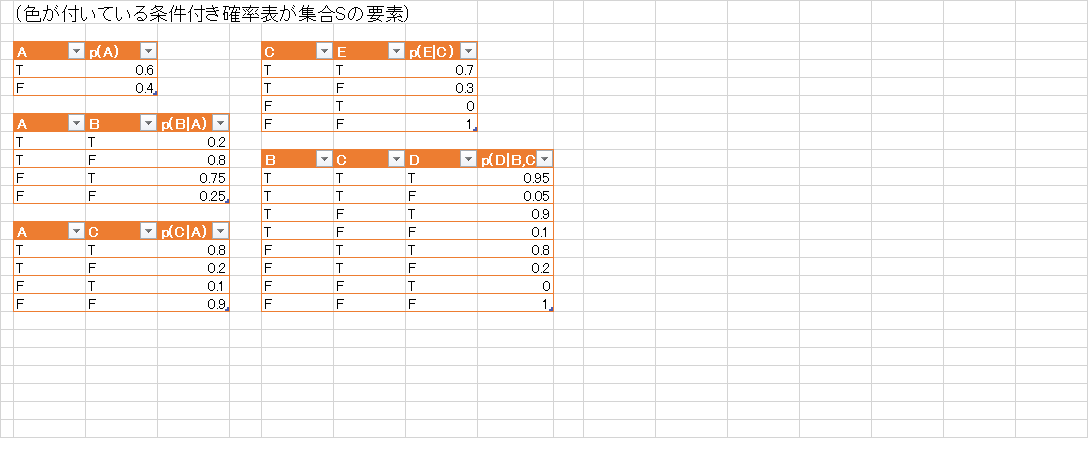 （色が付いている条件付き確率表が集合Sの要素）
A p(A)
T 0.6
F 0.4
A B p(B|A)
T T 0.2
T F 0.8
F T 0.75
F F 0.25
A C p(C|A)
T T 0.8
T F 0.2
F T 0.1
F F 0.9
C E p(E|C)
T T 0.7
T F 0.3
F T 0
F F 1
B C D p(D|B,C
T T T 0.95
T T F 0.05
T F T 0.9
T F F 0.1
F T T 0.8
F T F 0.2
F F T 0
F F F 1